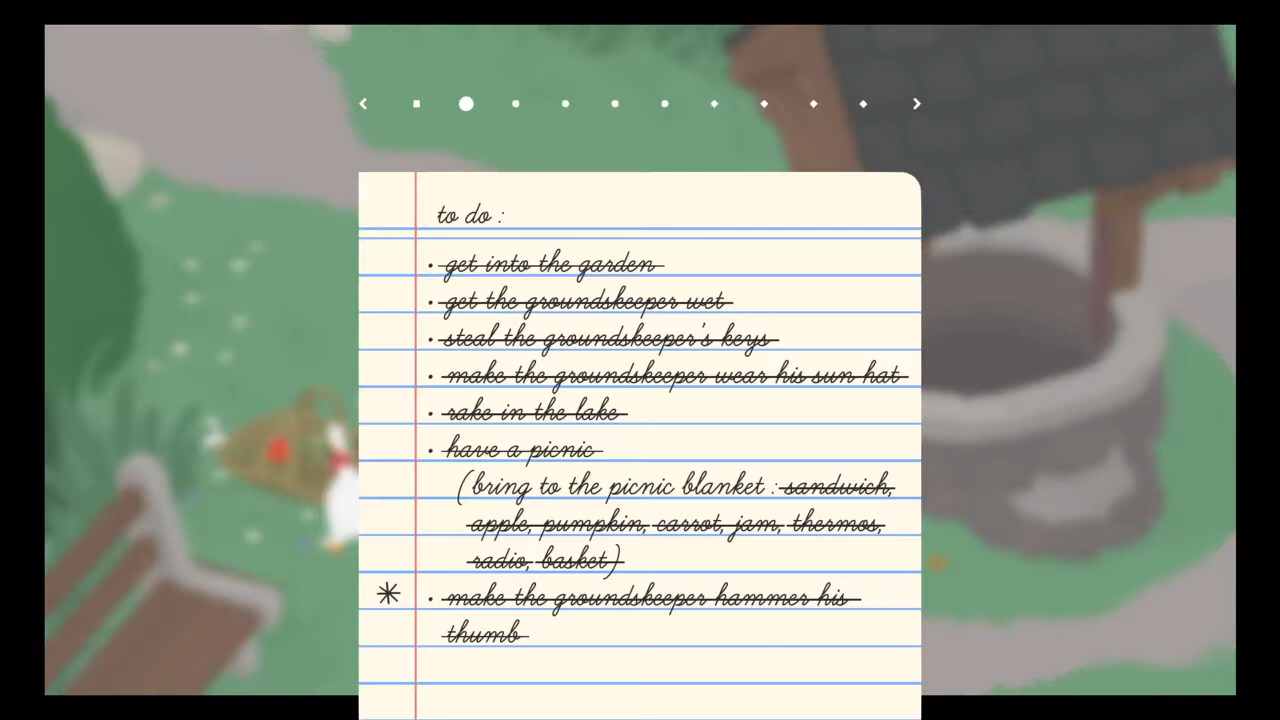 to do :
• get into the garden
• get the groundskeeper wet
• steal the groundskeeper's keys
• make the groundskeeper wear his sun hat
• rake in the lake
• have a picnic
(bring to the picnic blanket : sandwich,
apple, pumpkin, carrot, jam, thermos,
radio, basket)
• make the groundskeeper hammer his
thumb